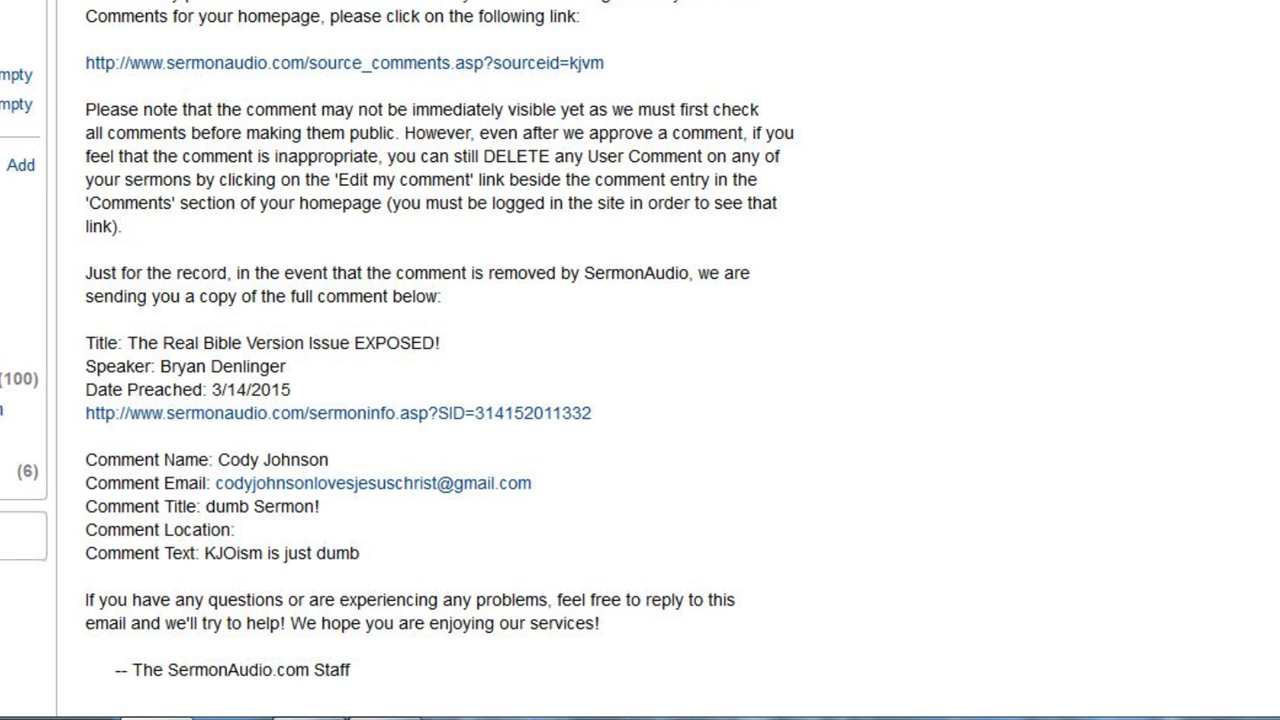 Comments for your homepage, please click on the following link:
http://www.sermonaudio.com/source_comments.asp?sourceid=kjvm
mpty
Please note that the comment may not be immediately visible yet as we must first check
mpty
all comments before making them public. However, even after we approve a comment, if you
feel that the comment is inappropriate, you can still DELETE any User Comment on any of
Add
your sermons by clicking on the 'Edit my comment' link beside the comment entry in the
'Comments' section of your homepage (you must be logged in the site in order to see that
link).
Just for the record, in the event that the comment is removed by SermonAudio, we are
sending you a copy of the full comment below:
Title: The Real Bible Version Issue EXPOSED!
Speaker: Bryan Denlinger
(100)
Date Preached: 3/14/2015
http://www.sermonaudio.com/sermoninfo.asp?SID=314152011332
Comment Name: Cody Johnson
(6)
Comment Email: codyjohnsonlovesjesuschrist@gmail.com
Comment Title: dumb Sermon!
Comment Location:
Comment Text: KJOism is just dumb
If you have any questions or are experiencing any problems, feel free to reply to this
email and we'll try to help! We hope you are enjoying our services!
-- The SermonAudio.com Staff